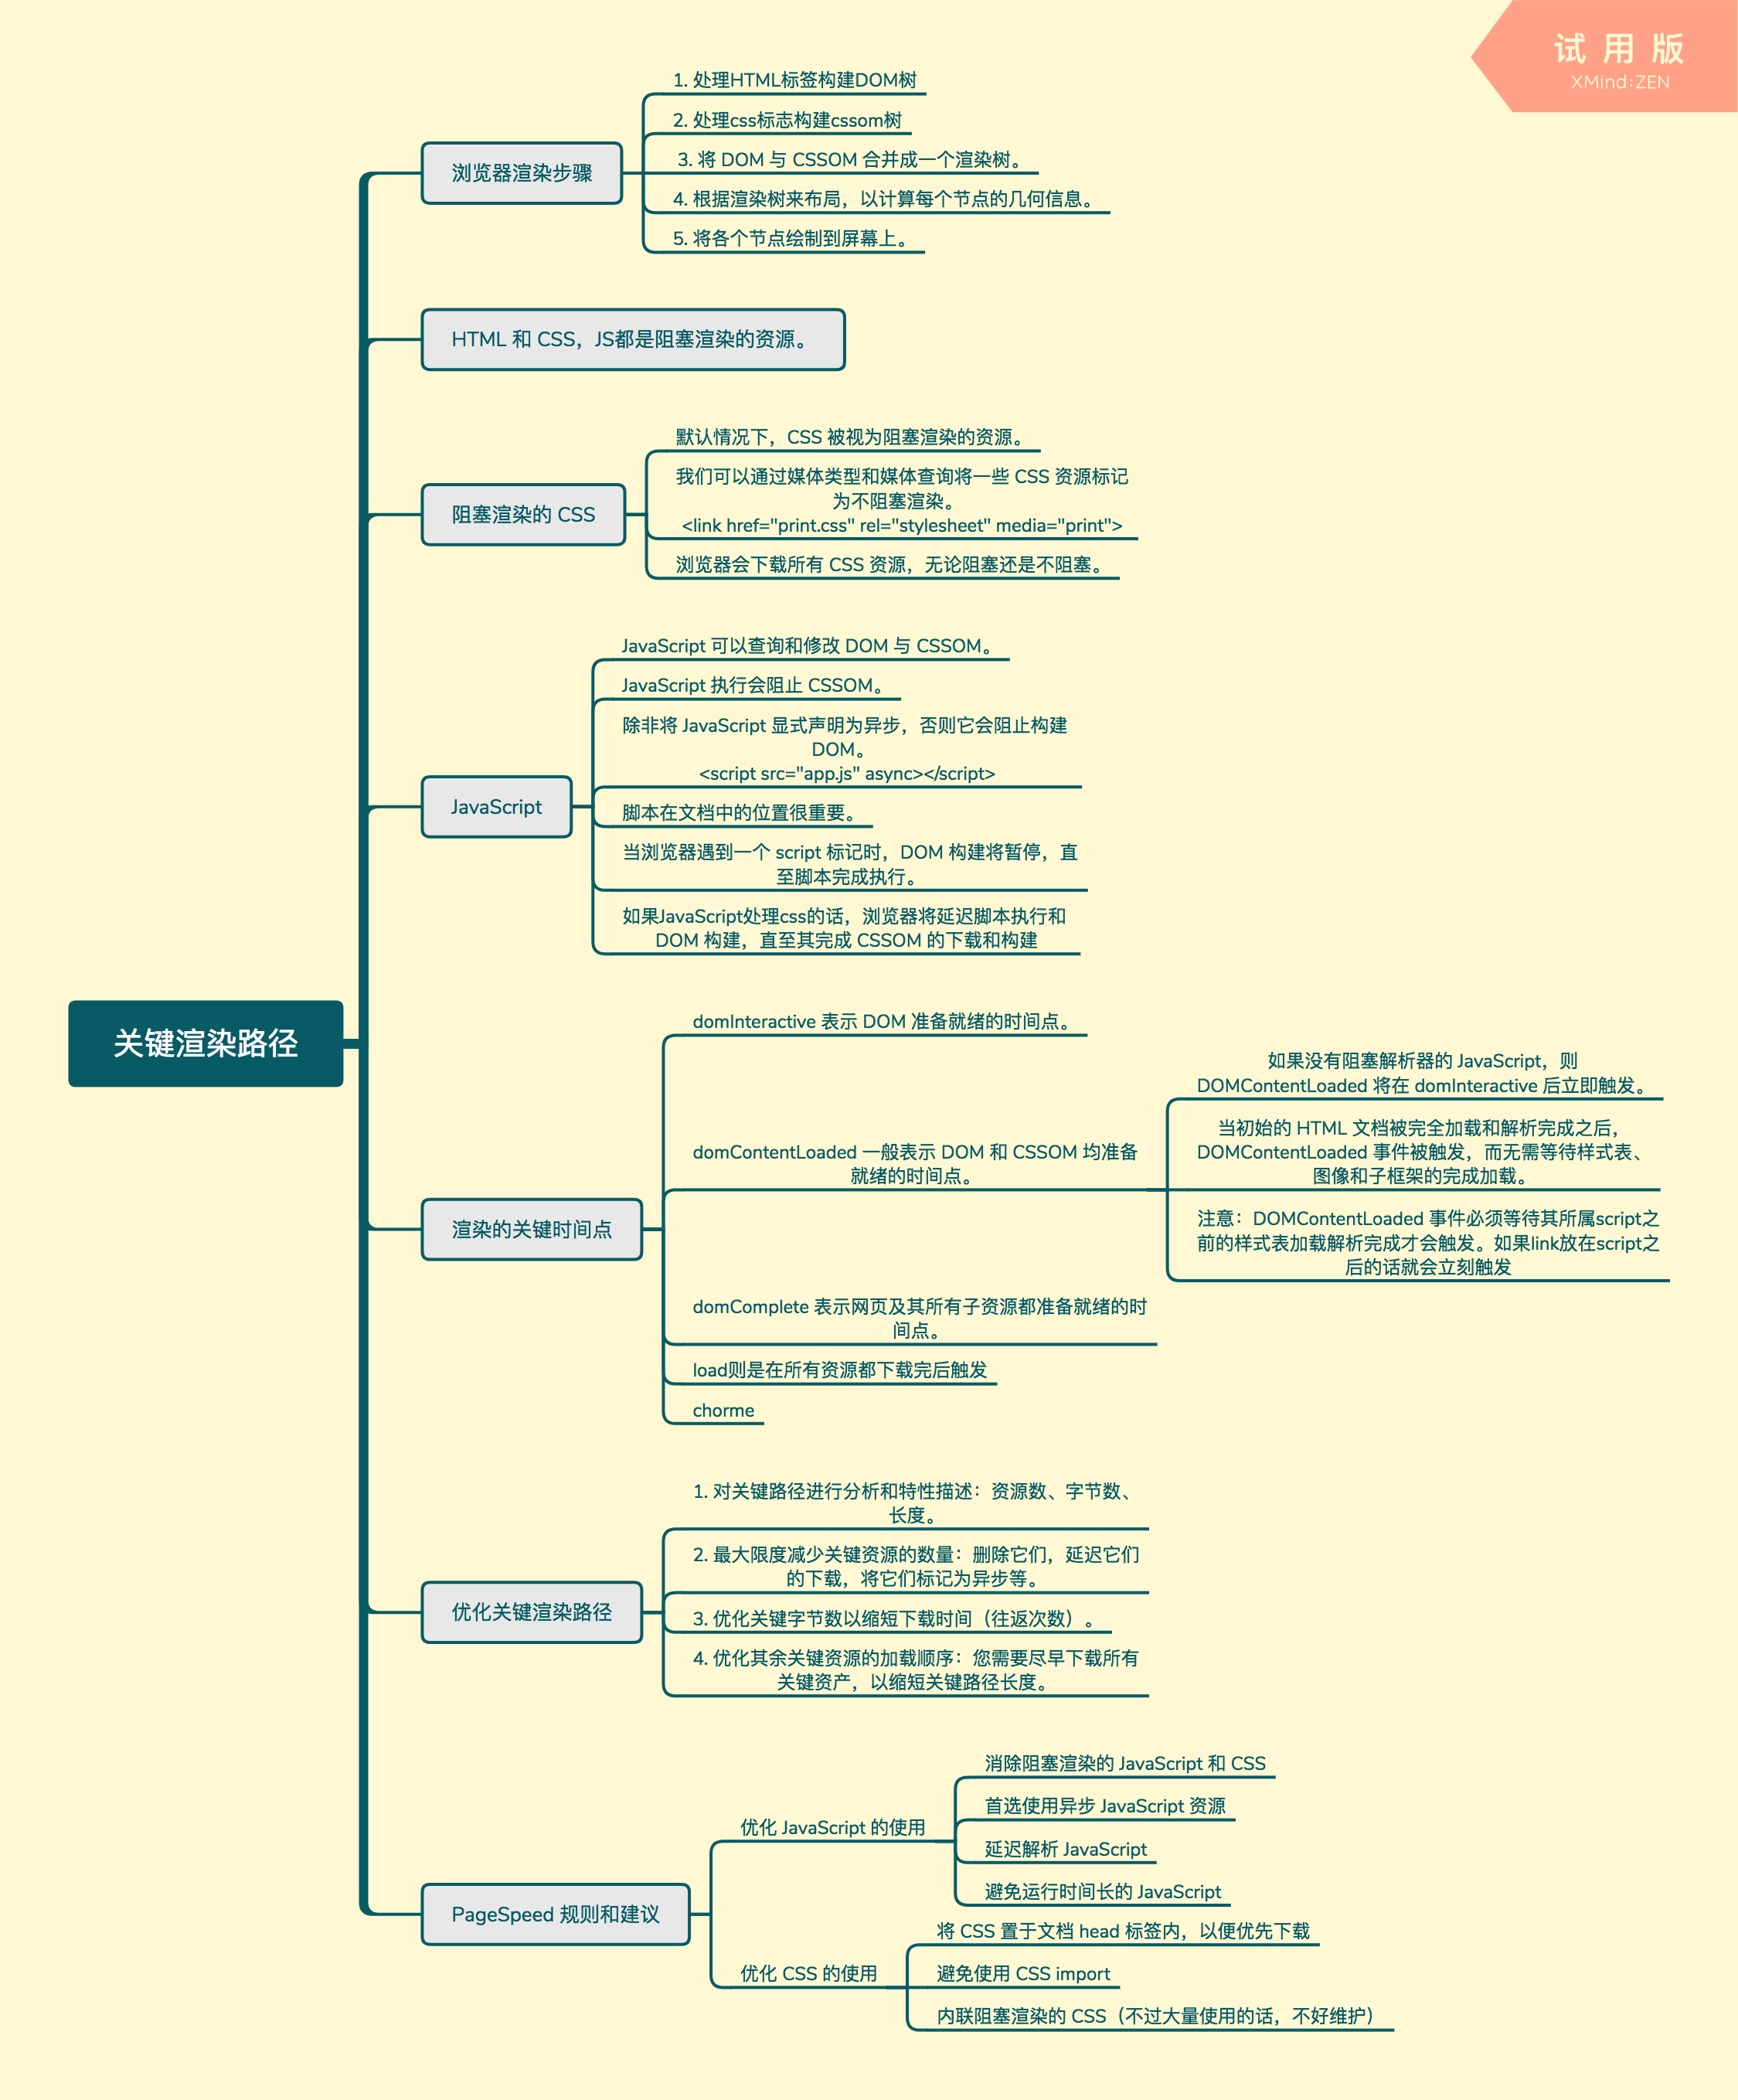 试 用 版
XMind:ZEN
1. 处理HTML标签构建DOM树
2. 处理css标志构建cssom树
浏览器渲染步骤
3. 将 DOM 与 CSSOM 合并成一个渲染树。
4. 根据渲染树来布局，以计算每个节点的几何信息。
5. 将各个节点绘制到屏幕上。
HTML 和 CSS，JS都是阻塞渲染的资源。
阻塞渲染的 CSS
默认情况下，CSS 被视为阻塞渲染的资源。
我们可以通过媒体类型和媒体查询将一些 CSS 资源标记
为不阻塞渲染。
<link href="print.css" rel="stylesheet" media="print">
浏览器会下载所有 CSS 资源，无论阻塞还是不阻塞。
JavaScript
JavaScript 可以查询和修改 DOM 与 CSSOM。
JavaScript 执行会阻止 CSSOM。
除非将 JavaScript 显式声明为异步，否则它会阻止构建
DOM。
<script src="app.js" async></script>
脚本在文档中的位置很重要。
当浏览器遇到一个 script 标记时，DOM 构建将暂停，直
至脚本完成执行。
如果JavaScript处理css的话，浏览器将延迟脚本执行和
DOM 构建，直至其完成 CSSOM 的下载和构建
关键渲染路径
渲染的关键时间点
domInteractive 表示 DOM 准备就绪的时间点。
domContentLoaded 一般表示 DOM 和 CSSOM 均准备
就绪的时间点。
如果没有阻塞解析器的 JavaScript，则
DOMContentLoaded 将在 domInteractive 后立即触发。
当初始的 HTML 文档被完全加载和解析完成之后，
DOMContentLoaded 事件被触发，而无需等待样式表、
图像和子框架的完成加载。
注意：DOMContentLoaded 事件必须等待其所属script之
前的样式表加载解析完成才会触发。如果link放在script之
后的话就会立刻触发
domComplete 表示网页及其所有子资源都准备就绪的时
间点。
load则是在所有资源都下载完后触发
chorme
优化关键渲染路径
1. 对关键路径进行分析和特性描述：资源数、字节数、
长度。
2. 最大限度减少关键资源的数量：删除它们，延迟它们
的下载，将它们标记为异步等。
3. 优化关键字节数以缩短下载时间（往返次数）。
4. 优化其余关键资源的加载顺序：您需要尽早下载所有
关键资产，以缩短关键路径长度。
PageSpeed 规则和建议
优化 JavaScript 的使用
消除阻塞渲染的 JavaScript 和 CSS
首选使用异步 JavaScript 资源
延迟解析 JavaScript
避免运行时间长的 JavaScript
优化 CSS 的使用
将 CSS 置于文档 head 标签内，以便优先下载
避免使用 CSS import
内联阻塞渲染的 CSS（不过大量使用的话，不好维护）